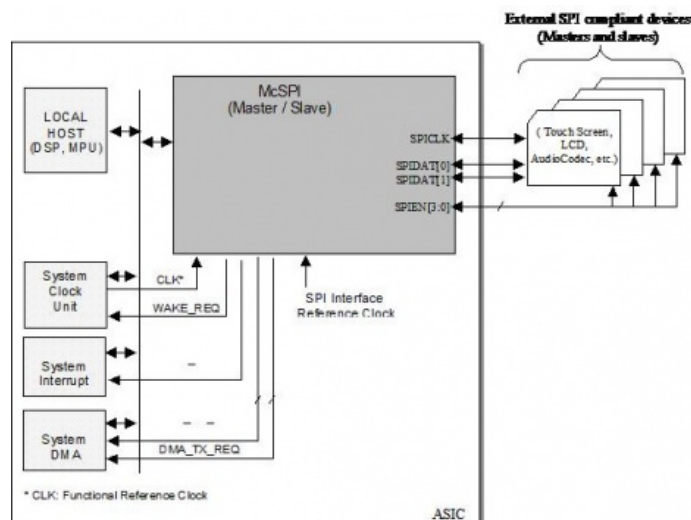 External SPI compliant devices
(Masters and slaves)
McSPI
(Master / Slave)
LOCAL
HOST
(DSP, MPU)
SPICLK
SPIDAT[0]
SPIDAT[1]
SPIEN[3:0]
( Touch Screen,
LCD,
AudioCodec, etc.)
System
Clock
Unit
CLK*
WAKE_REQ
SPI Interface
Reference Clock
System
Interrupt
System
DMA
DMA_TX_REQ
* CLK: Functional Reference Clock
ASIC